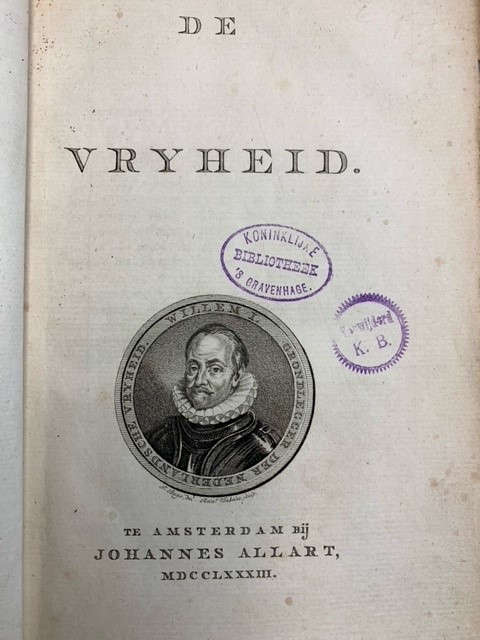 DE
VRYHEID.
KONINKLIJKE
BIBLIOTHEEK
'S GRAVENHAGE.
K. B.
WILLEM I. GRONDLEGGER DER NEDERLANDSCHE VRYHEID.
TE AMSTERDAM Bij
JOHANNES ALLART,
MDCCLXXXIII.